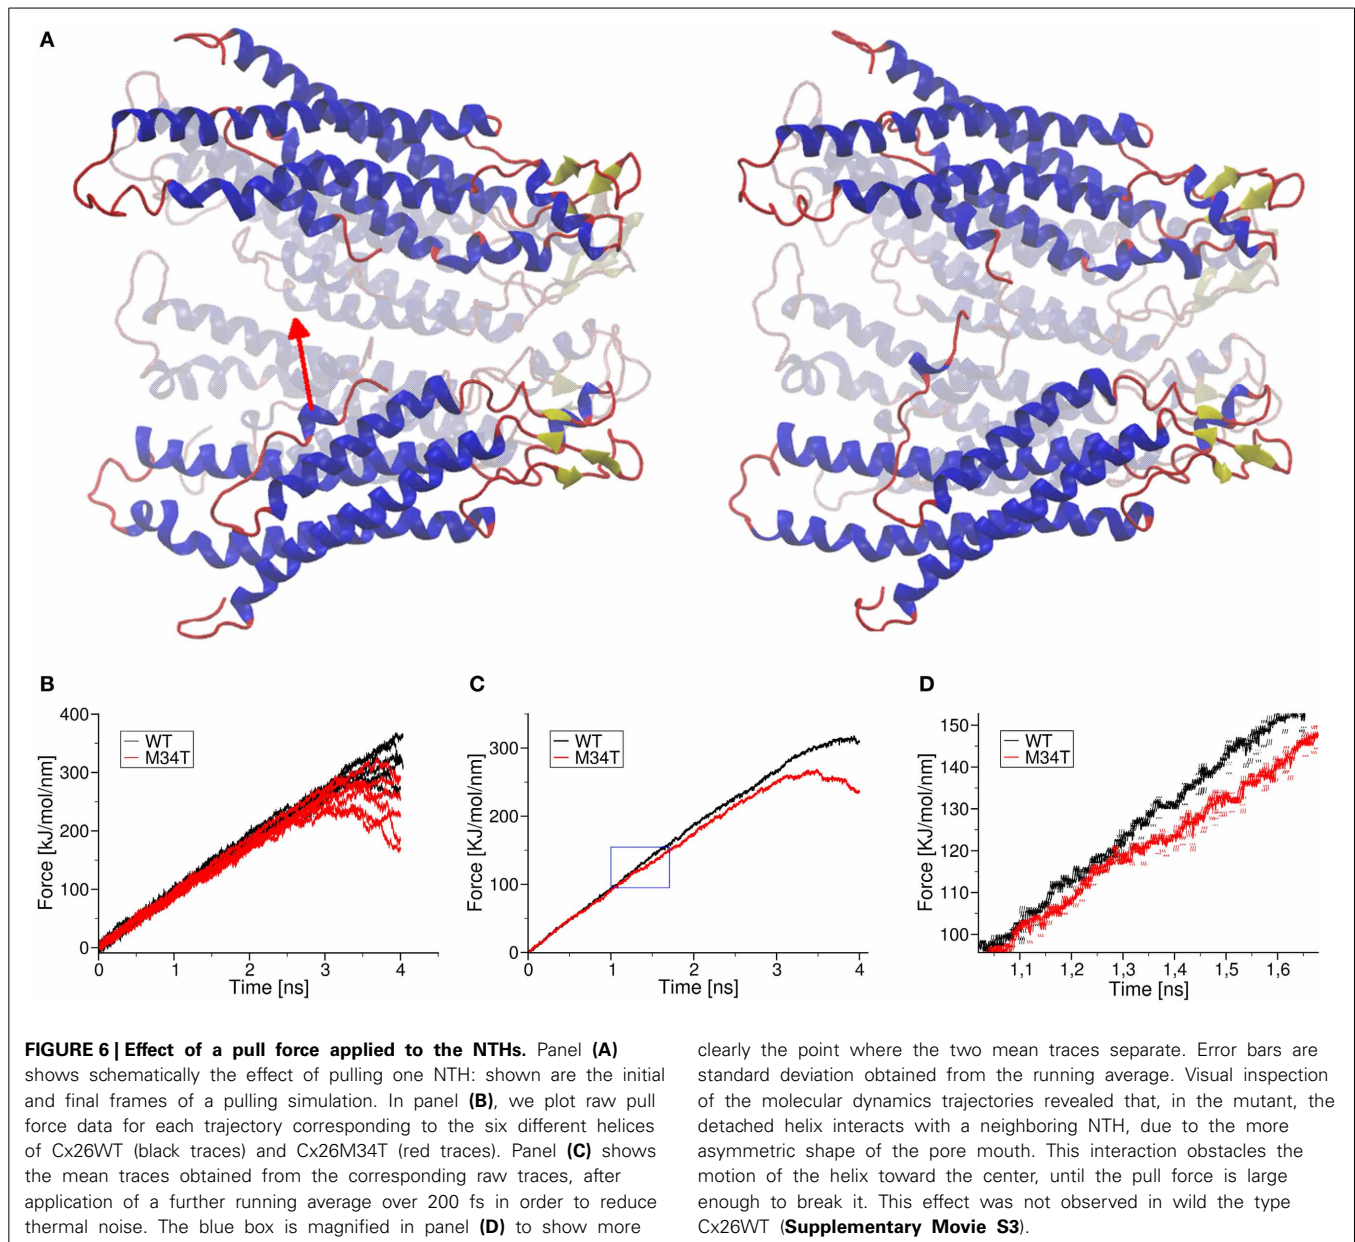 A
B
C
D
400
300
200
100
0
Force [KJ/mol/nm]
WT
M34T
0
1
2
3
4
Time [ns]
300
200
100
0
Force [KJ/mol/nm]
WT
M34T
0
1
2
3
4
Time [ns]
150
140
130
120
110
100
Force [KJ/mol/nm]
WT
M34T
1,1
1,2
1,3
1,4
1,5
1,6
Time [ns]
FIGURE 6 | Effect of a pull force applied to the NTHs. Panel (A)
shows schematically the effect of pulling one NTH: shown are the initial
and final frames of a pulling simulation. In panel (B), we plot raw pull
force data for each trajectory corresponding to the six different helices
of Cx26WT (black traces) and Cx26M34T (red traces). Panel (C) shows
the mean traces obtained from the corresponding raw traces, after
application of a further running average over 200 fs in order to reduce
thermal noise. The blue box is magnified in panel (D) to show more
clearly the point where the two mean traces separate. Error bars are
standard deviation obtained from the running average. Visual inspection
of the molecular dynamics trajectories revealed that, in the mutant, the
detached helix interacts with a neighboring NTH, due to the more
asymmetric shape of the pore mouth. This interaction obstacles the
motion of the helix toward the center, until the pull force is large
enough to break it. This effect was not observed in wild the type
Cx26WT (Supplementary Movie S3).